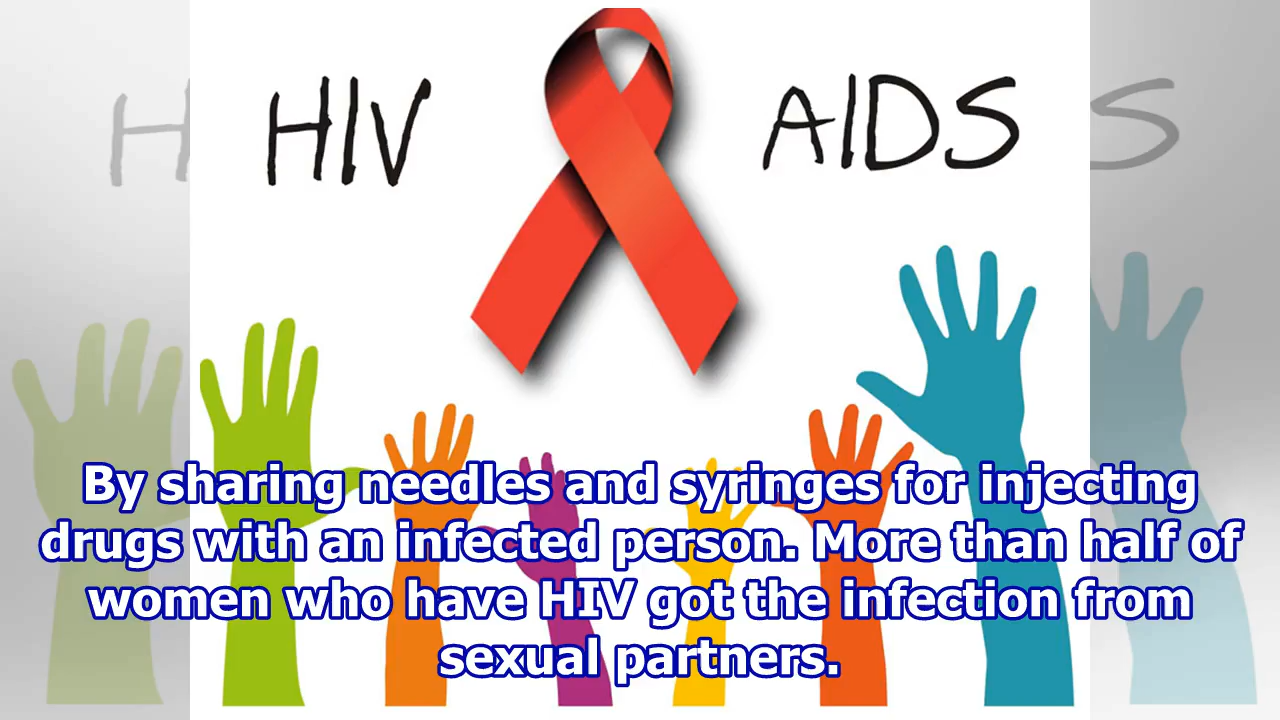 HIV AIDS
By sharing needles and syringes for injecting
drugs with an infected person. More than half of
women who have HIV got the infection from
sexual partners.